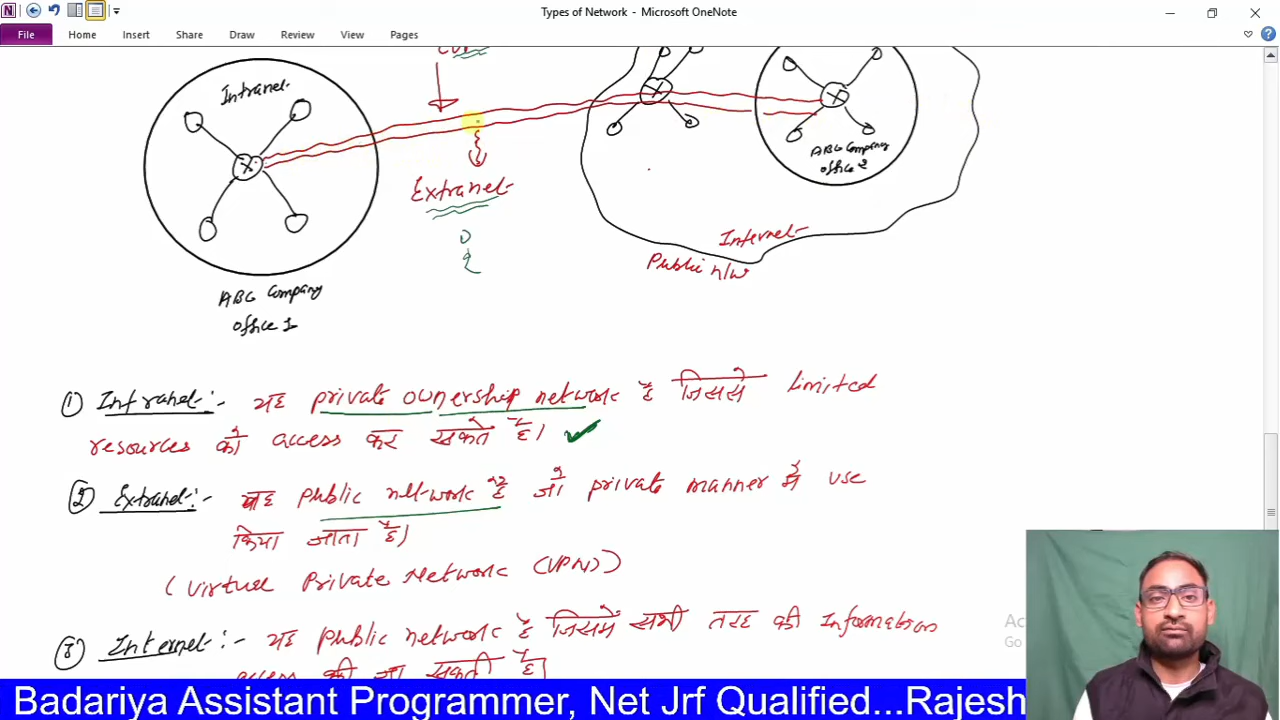 Types of Network - Microsoft OneNote
File Home Insert Share Draw Review View Pages
Intranet
Extranet
ABC Company
office 2
Internet
Public n/w
ABC Company
office 1
① Intranet :- यह private ownership network है जिससे limited
resources को access कर सकते है।
② Extranet :- यह public network है जो private manner में use
किया जाता है।
(Virtual Private Network (VPN))
③ Internet :- यह public network है जिसमें सभी तरह की Information
access की जा सकती है।
Badariya Assistant Programmer, Net Jrf Qualified...Rajesh